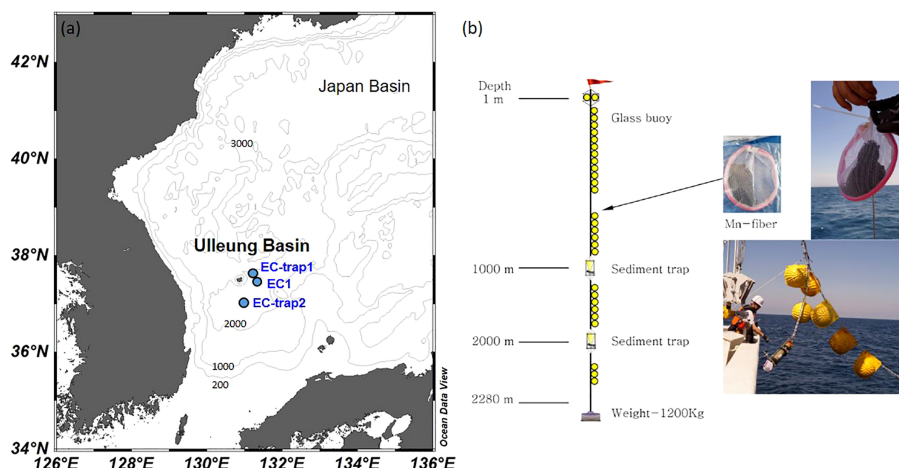 (a)
42°N
40°N
38°N
36°N
34°N
126°E
128°E
130°E
132°E
134°E
136°E
Japan Basin
3000
Ulleung Basin
EC-trap1
EC1
EC-trap2
2000
1000
200
Ocean Data View
(b)
Depth
1 m
Glass buoy
Mn-fiber
1000 m
Sediment trap
2000 m
Sediment trap
2280 m
Weight-1200Kg